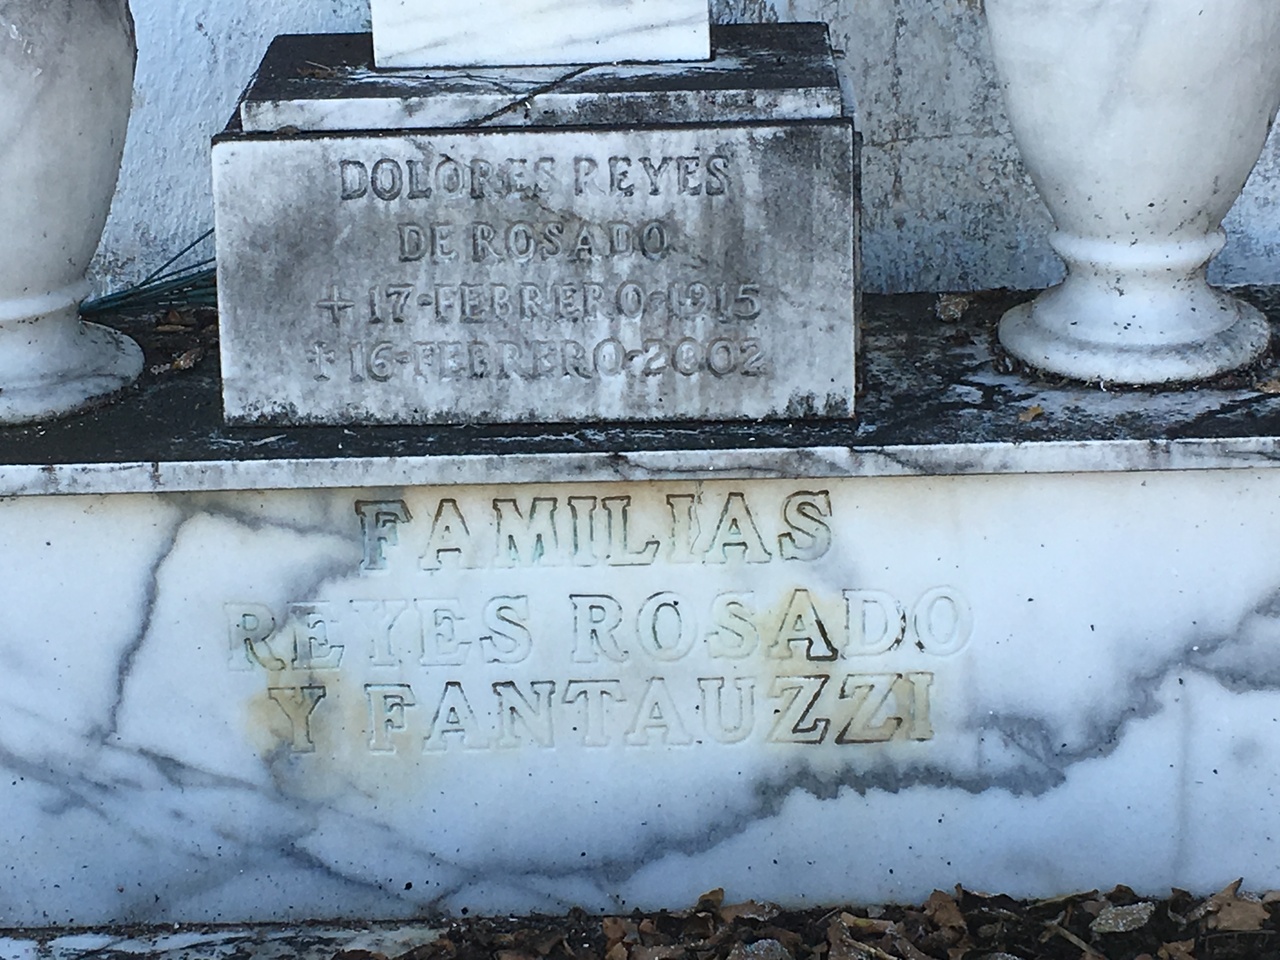 DOLORES REYES
DE ROSADO
+17-FEBRERO-1915
†16-FEBRERO-2002
FAMILIAS
REYES ROSADO
Y FANTAUZZI